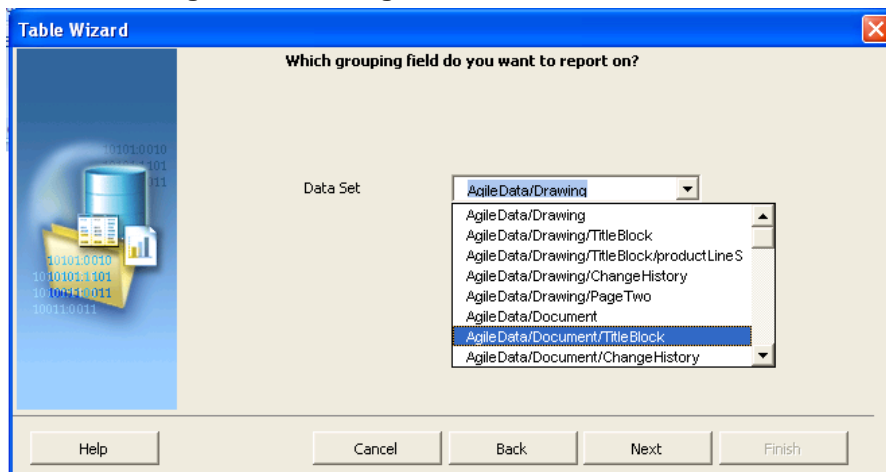 Table Wizard
Which grouping field do you want to report on?
Data Set
AgileData/Drawing
AgileData/Drawing
AgileData/Drawing/TitleBlock
AgileData/Drawing/TitleBlock/productLineS
AgileData/Drawing/ChangeHistory
AgileData/Drawing/PageTwo
AgileData/Document
AgileData/Document/TitleBlock
AgileData/Document/ChangeHistory
Help
Cancel
Back
Next
Finish